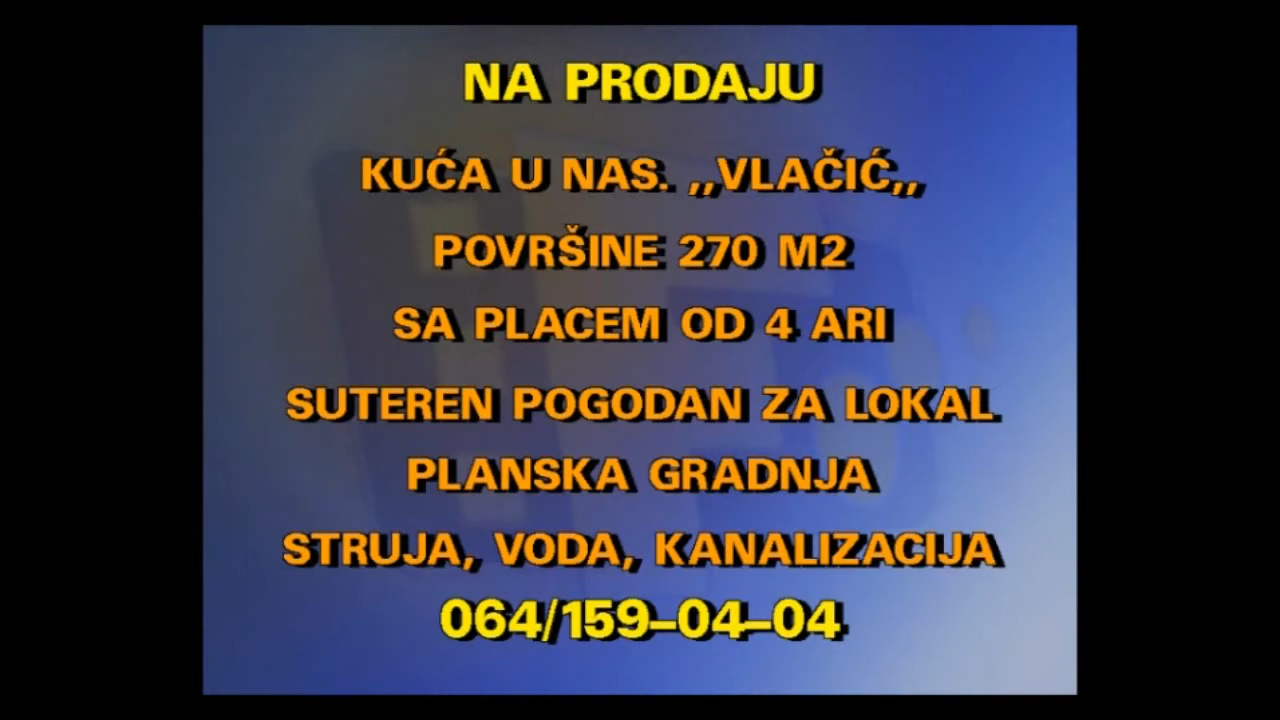 NA PRODAJU
KUĆA U NAS. ,,VLAČIĆ,,
POVRŠINE 270 M2
SA PLACEM OD 4 ARI
SUTEREN POGODAN ZA LOKAL
PLANSKA GRADNJA
STRUJA, VODA, KANALIZACIJA
064/159–04–04